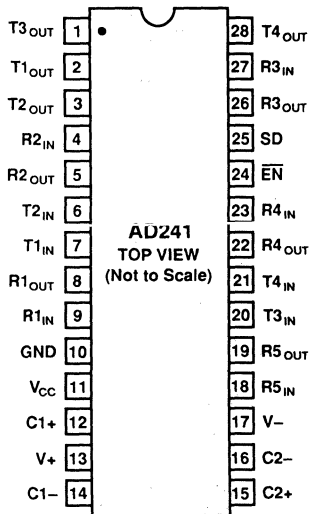 T3OUT 1 28 T4OUT
T1OUT 2 27 R3IN
T2OUT 3 26 R3OUT
R2IN 4 25 SD
R2OUT 5 24 E̅N̅
T2IN 6 23 R4IN
AD241
T1IN 7 TOP VIEW 22 R4OUT
R1OUT 8 (Not to Scale) 21 T4IN
R1IN 9 20 T3IN
GND 10 19 R5OUT
VCC 11 18 R5IN
C1+ 12 17 V–
V+ 13 16 C2–
C1– 14 15 C2+